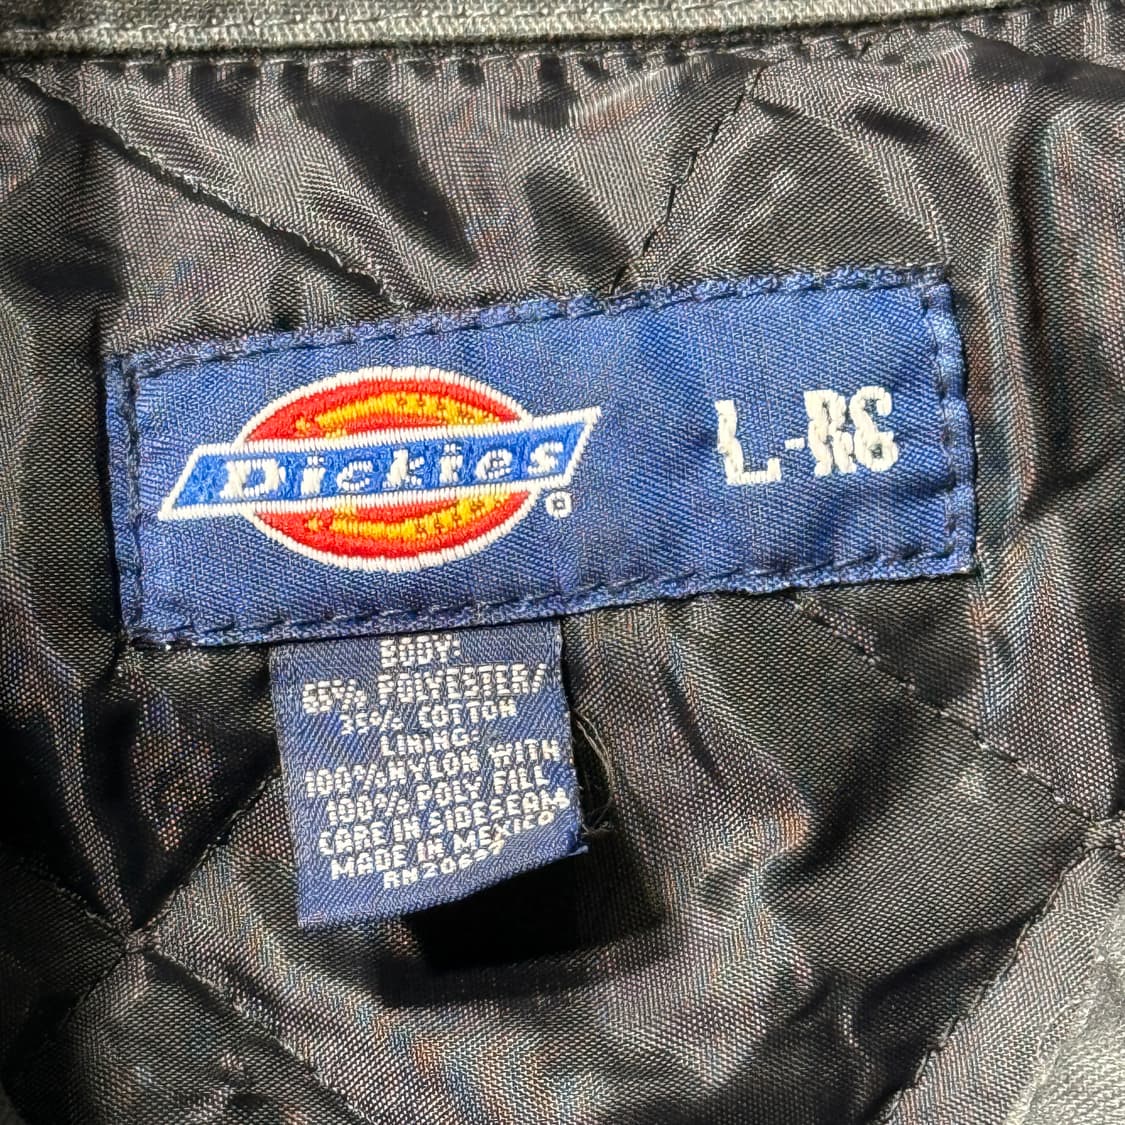 Dickies
®
L-RG
BODY:
65% POLYESTER/
35% COTTON
LINING:
100% NYLON WITH
100% POLY FILL
CARE IN SIDESEAM
MADE IN MEXICO
RN20697